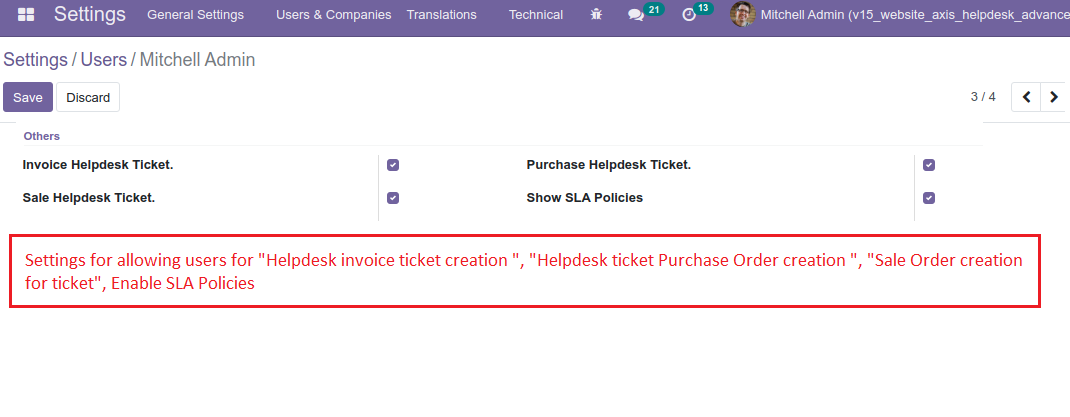 Settings General Settings Users & Companies Translations Technical 21 13 Mitchell Admin (v15_website_axis_helpdesk_advance
Settings / Users / Mitchell Admin
Save Discard 3 / 4
Others
Invoice Helpdesk Ticket. Purchase Helpdesk Ticket.
Sale Helpdesk Ticket. Show SLA Policies
Settings for allowing users for "Helpdesk invoice ticket creation ", "Helpdesk ticket Purchase Order creation ", "Sale Order creation
for ticket", Enable SLA Policies